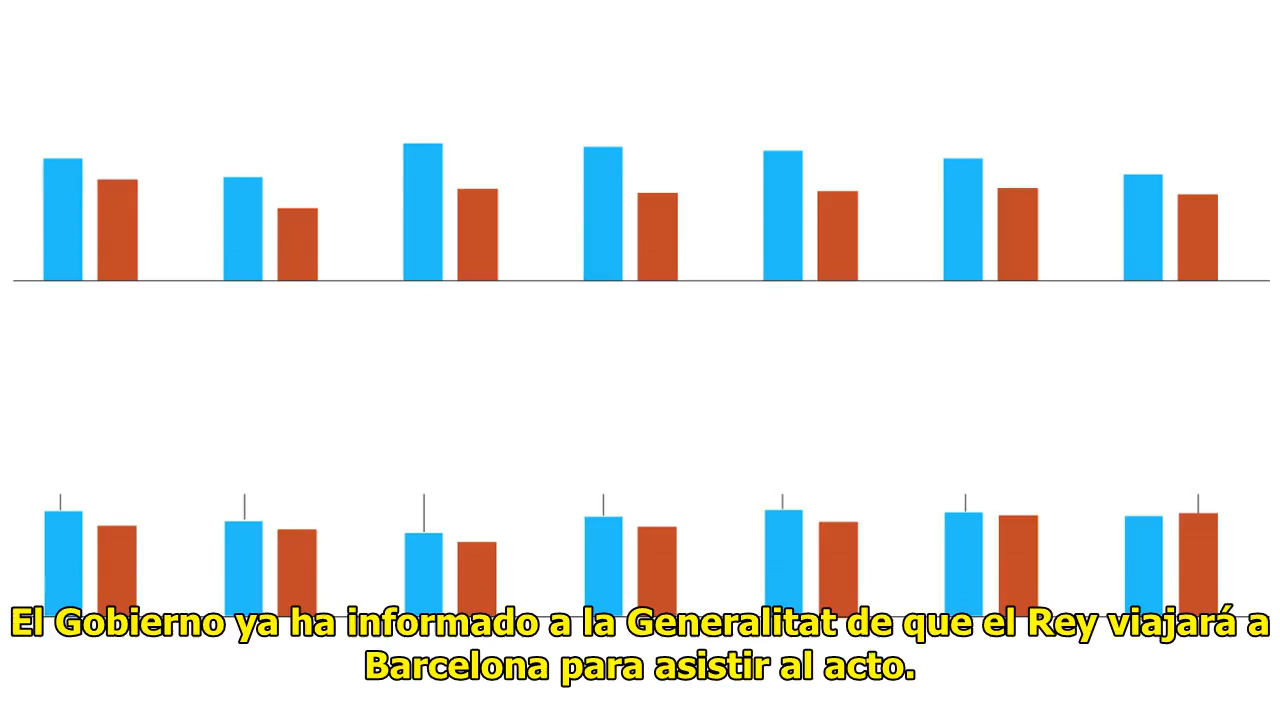 El Gobierno ya ha informado a la Generalitat de que el Rey viajará a
Barcelona para asistir al acto.